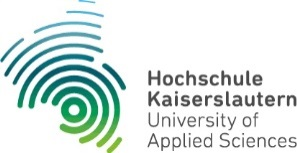 Hochschule
Kaiserslautern
University of
Applied Sciences